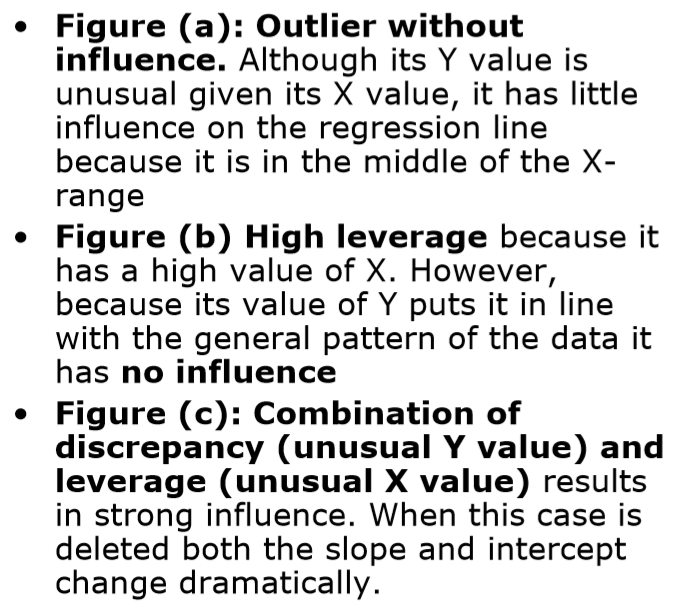 • Figure (a): Outlier without
influence. Although its Y value is
unusual given its X value, it has little
influence on the regression line
because it is in the middle of the X-
range
• Figure (b) High leverage because it
has a high value of X. However,
because its value of Y puts it in line
with the general pattern of the data it
has no influence
• Figure (c): Combination of
discrepancy (unusual Y value) and
leverage (unusual X value) results
in strong influence. When this case is
deleted both the slope and intercept
change dramatically.